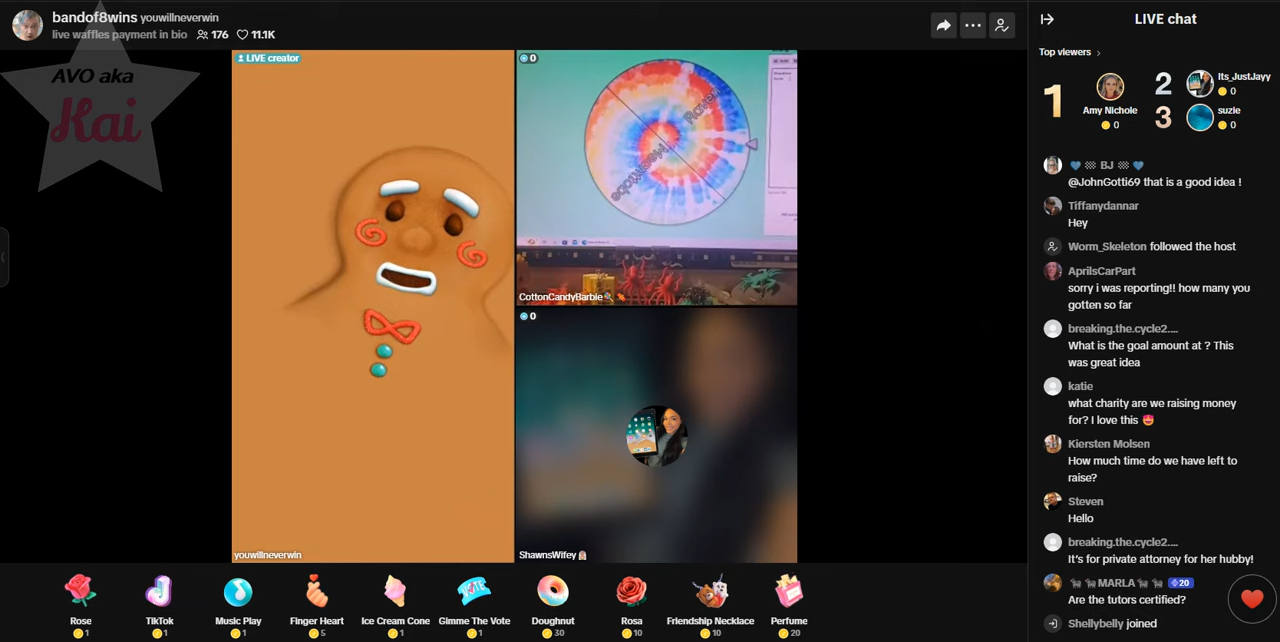 bandof8wins youwillneverwin
live waffles payment in bio 176 11.1K
AVO aka
Kai
LIVE creator
youwillneverwin
0
Raven
Memnobe
CottonCandyBarbie
0
ShawnsWifey
Rose
1
TikTok
1
Music Play
1
Finger Heart
5
Ice Cream Cone
1
Gimme The Vote
1
Doughnut
30
Rosa
10
Friendship Necklace
10
Perfume
20
LIVE chat
Top viewers >
1
Amy Nichole
0
2
Its_JustJayy
0
3
suzie
0
BJ
@JohnGotti69 that is a good idea !
Tiffanydannar
Hey
Worm_Skeleton followed the host
AprilsCarPart
sorry i was reporting!! how many you
gotten so far
breaking.the.cycle2....
What is the goal amount at ? This
was great idea
katie
what charity are we raising money
for? I love this 😍
Kiersten Molsen
How much time do we have left to
raise?
Steven
Hello
breaking.the.cycle2....
It's for private attorney for her hubby!
MARLA 20
Are the tutors certified?
Shellybelly joined